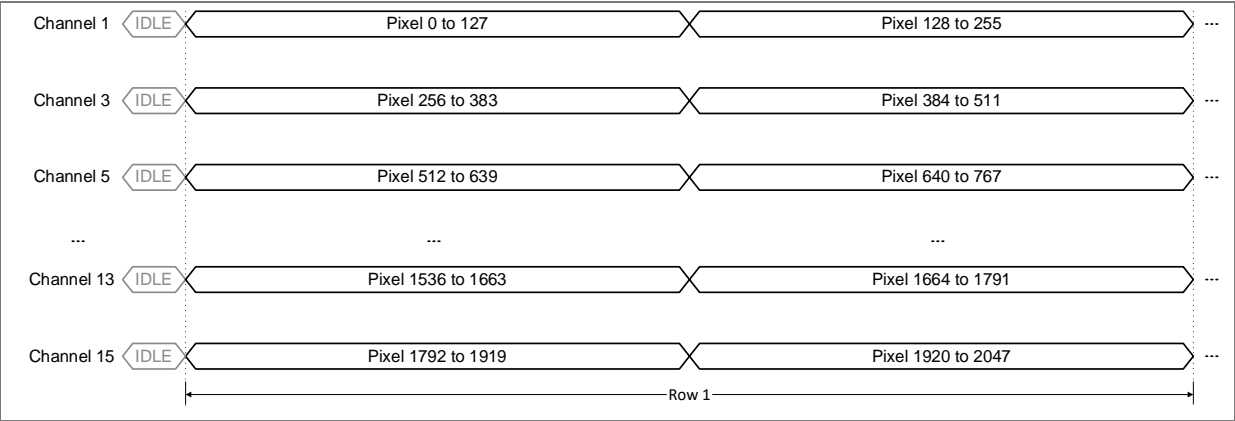 Channel 1 IDLE Pixel 0 to 127 Pixel 128 to 255 ...
Channel 3 IDLE Pixel 256 to 383 Pixel 384 to 511 ...
Channel 5 IDLE Pixel 512 to 639 Pixel 640 to 767 ...
... ... ...
Channel 13 IDLE Pixel 1536 to 1663 Pixel 1664 to 1791 ...
Channel 15 IDLE Pixel 1792 to 1919 Pixel 1920 to 2047 ...
Row 1